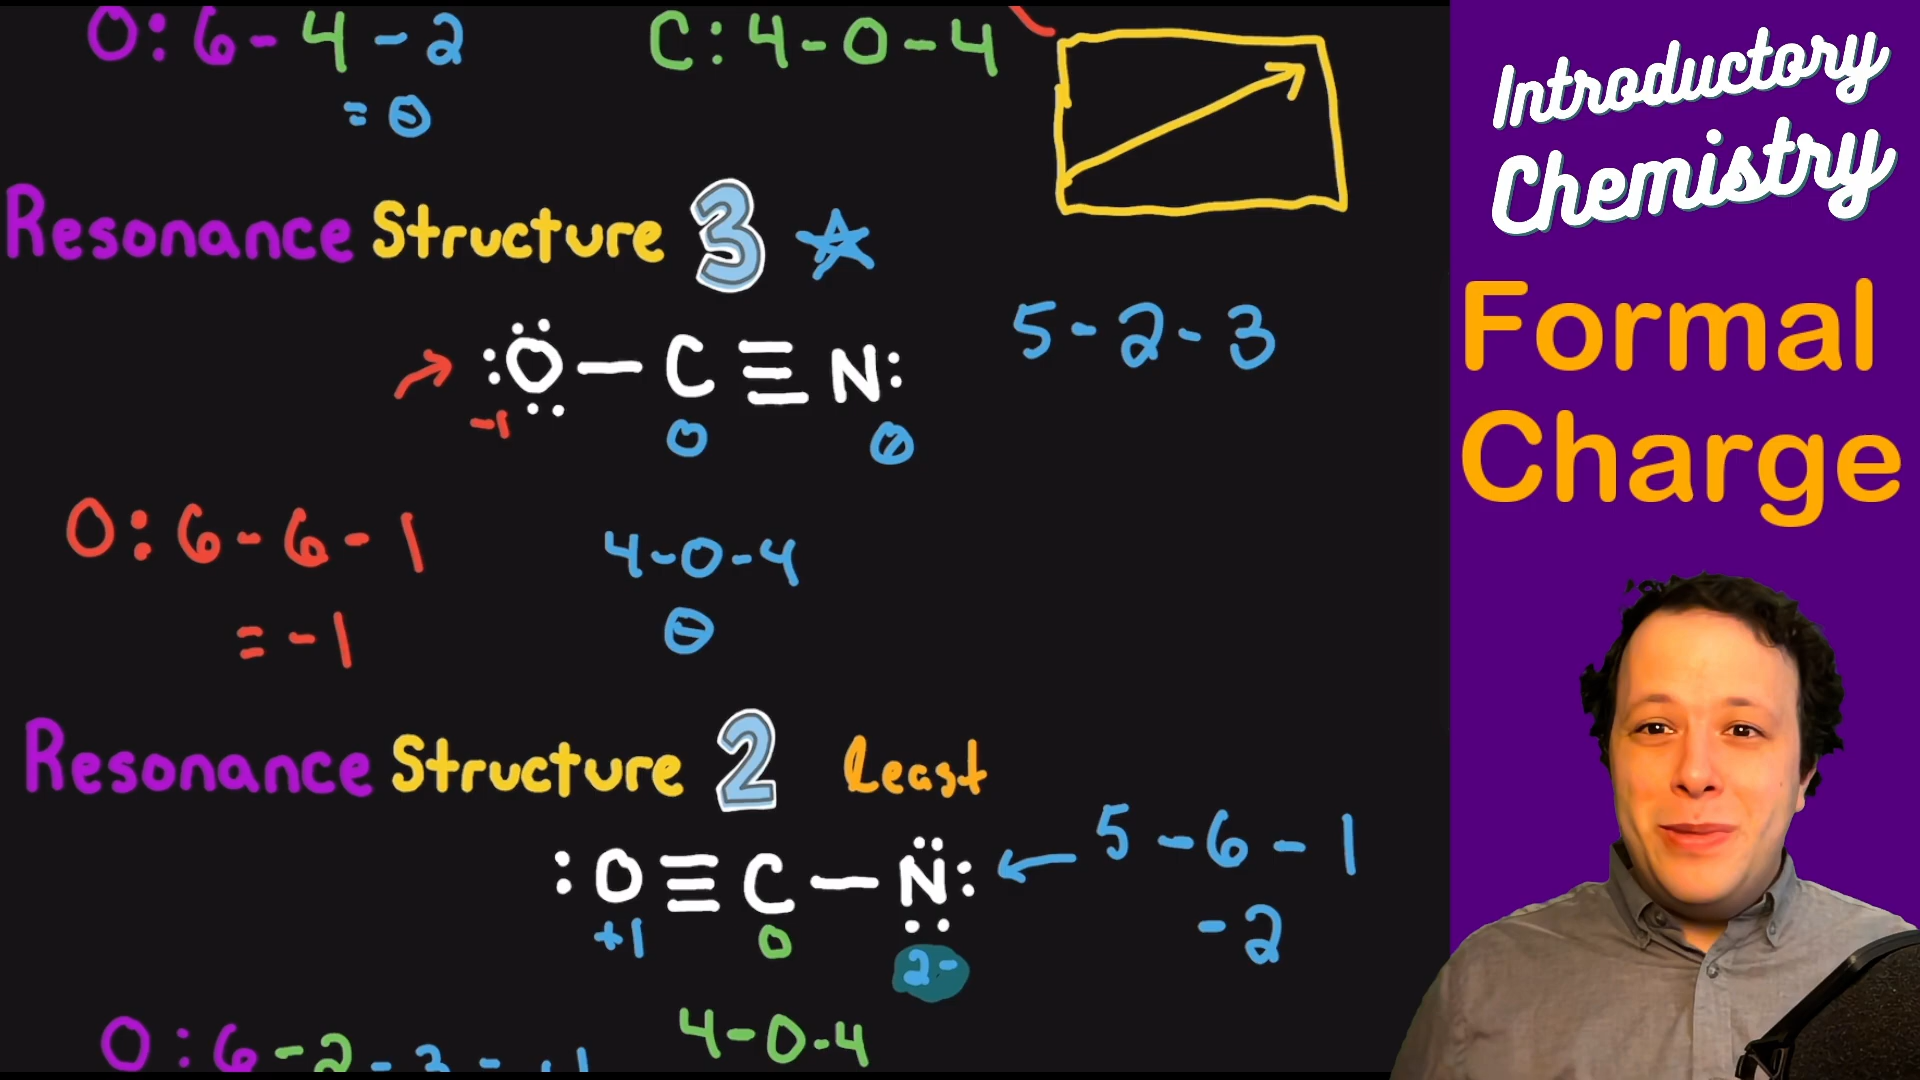 O: 6 - 4 - 2
= 0
C: 4 - 0 - 4
Resonance Structure 3
5 - 2 - 3
:O — C ≡ N:
-1 0 0
O: 6 - 6 - 1
= -1
4 - 0 - 4
0
Resonance Structure 2 Least
:O ≡ C — N:
+1 0 2-
5 - 6 - 1
- 2
4 - 0 - 4
Introductory
Chemistry
Formal
Charge